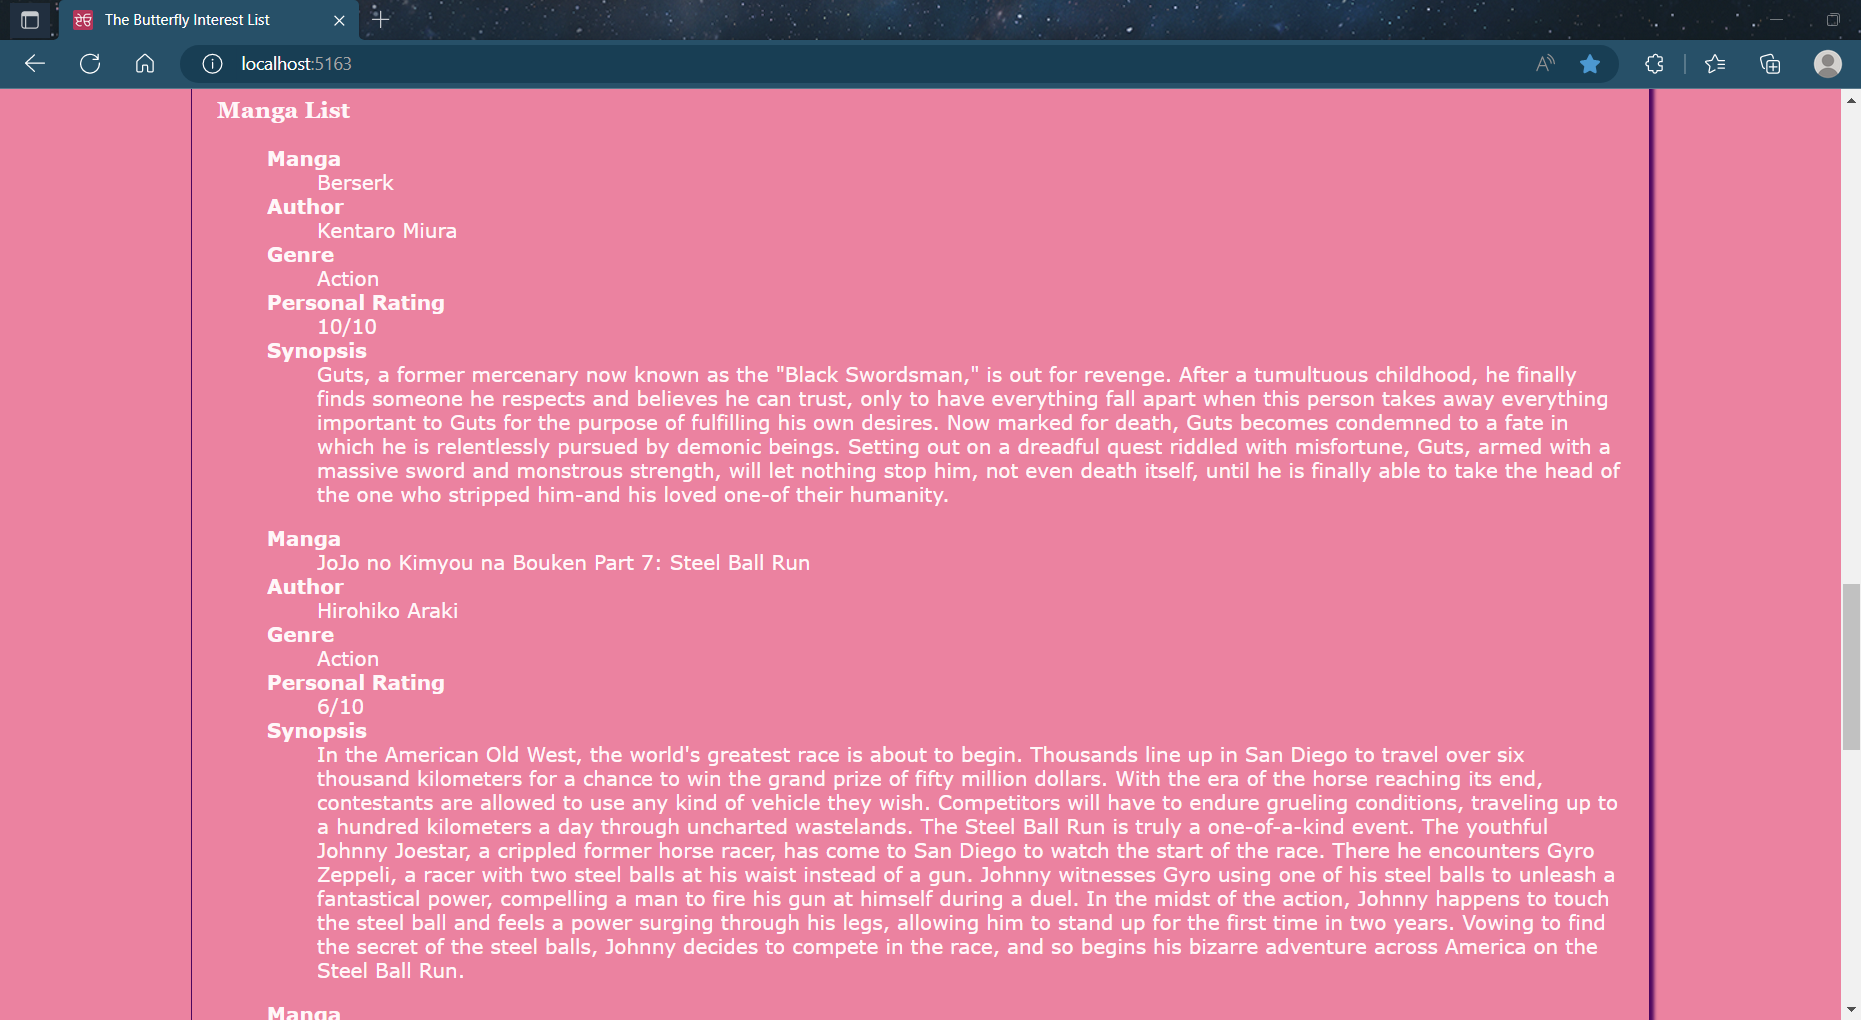 The Butterfly Interest List
localhost:5163
Manga List
Manga
Berserk
Author
Kentaro Miura
Genre
Action
Personal Rating
10/10
Synopsis
Guts, a former mercenary now known as the "Black Swordsman," is out for revenge. After a tumultuous childhood, he finally
finds someone he respects and believes he can trust, only to have everything fall apart when this person takes away everything
important to Guts for the purpose of fulfilling his own desires. Now marked for death, Guts becomes condemned to a fate in
which he is relentlessly pursued by demonic beings. Setting out on a dreadful quest riddled with misfortune, Guts, armed with a
massive sword and monstrous strength, will let nothing stop him, not even death itself, until he is finally able to take the head of
the one who stripped him-and his loved one-of their humanity.
Manga
JoJo no Kimyou na Bouken Part 7: Steel Ball Run
Author
Hirohiko Araki
Genre
Action
Personal Rating
6/10
Synopsis
In the American Old West, the world's greatest race is about to begin. Thousands line up in San Diego to travel over six
thousand kilometers for a chance to win the grand prize of fifty million dollars. With the era of the horse reaching its end,
contestants are allowed to use any kind of vehicle they wish. Competitors will have to endure grueling conditions, traveling up to
a hundred kilometers a day through uncharted wastelands. The Steel Ball Run is truly a one-of-a-kind event. The youthful
Johnny Joestar, a crippled former horse racer, has come to San Diego to watch the start of the race. There he encounters Gyro
Zeppeli, a racer with two steel balls at his waist instead of a gun. Johnny witnesses Gyro using one of his steel balls to unleash a
fantastical power, compelling a man to fire his gun at himself during a duel. In the midst of the action, Johnny happens to touch
the steel ball and feels a power surging through his legs, allowing him to stand up for the first time in two years. Vowing to find
the secret of the steel balls, Johnny decides to compete in the race, and so begins his bizarre adventure across America on the
Steel Ball Run.
Manga